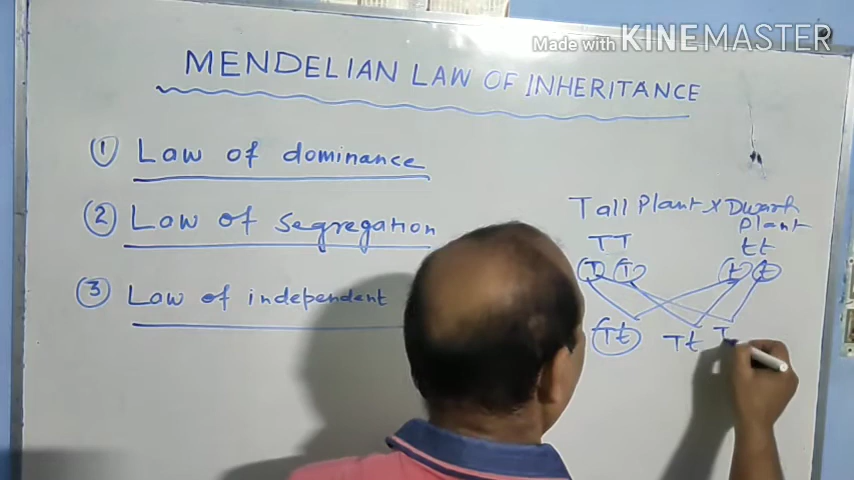 Made with KINEMASTER
MENDELIAN LAW OF INHERITANCE
① Law of dominance
② Law of segregation
③ Law of independent
Tall Plant x Dwarf
Plant
TT tt
T T t t
Tt Tt T